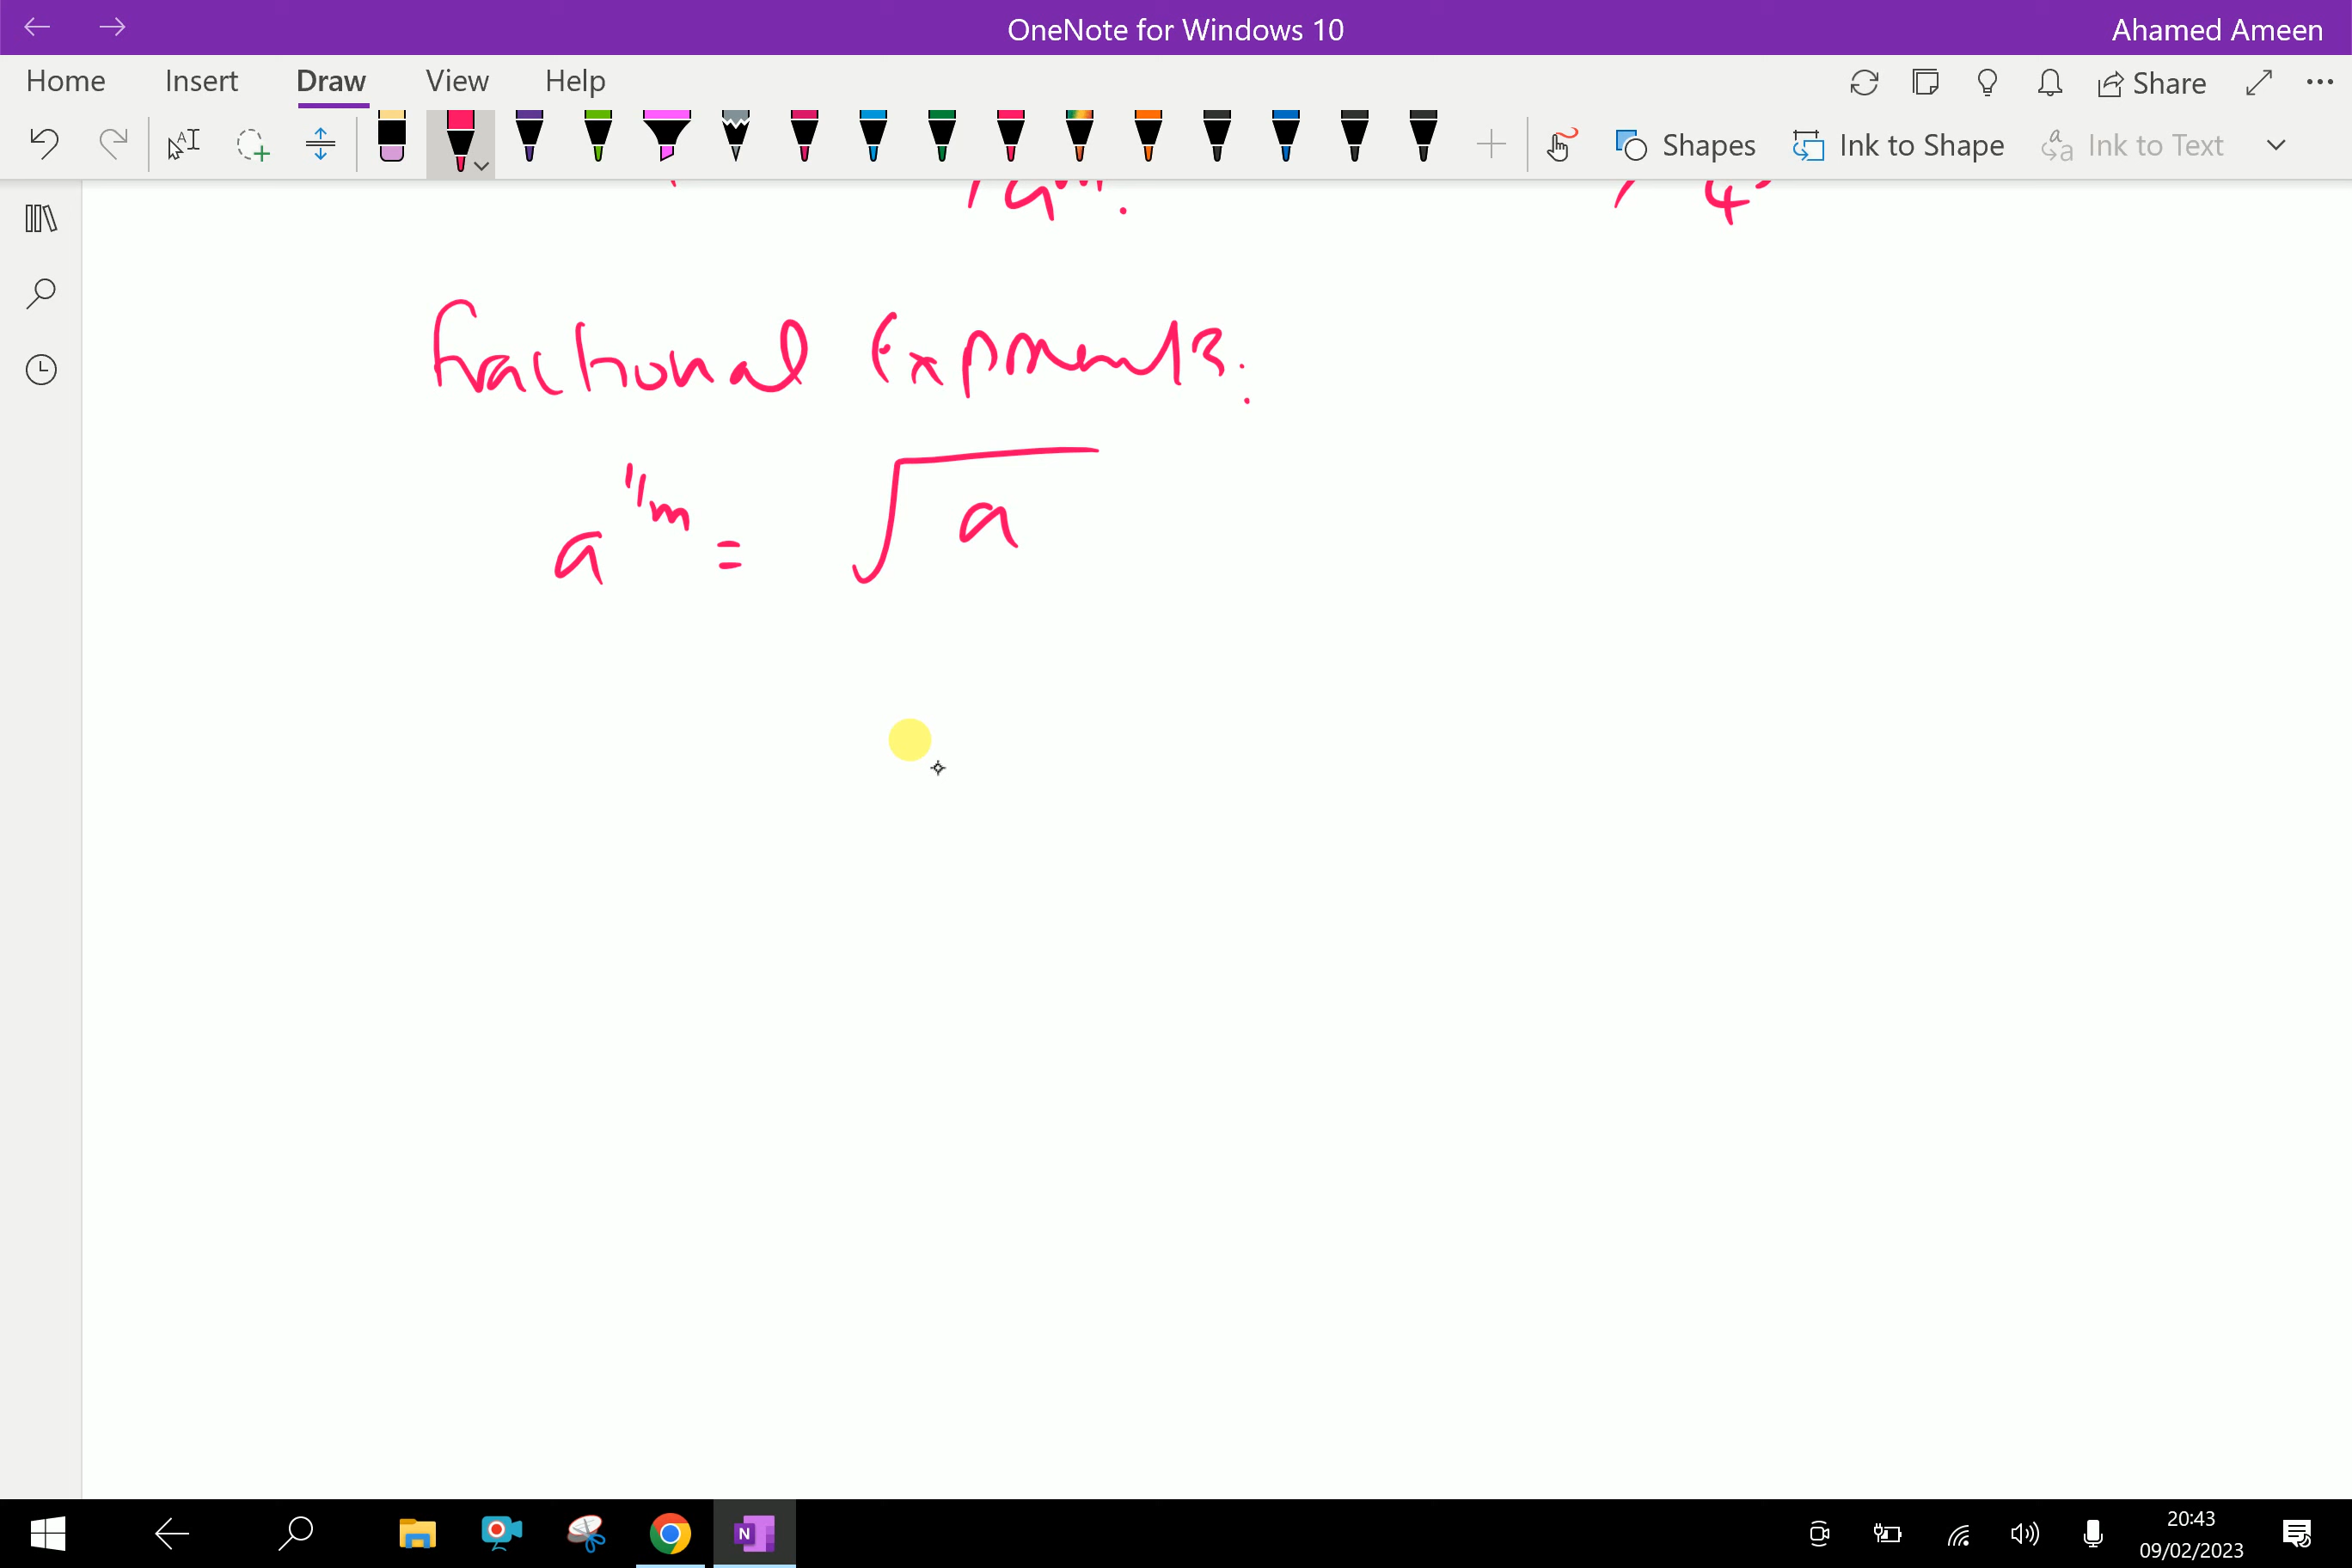 OneNote for Windows 10 Ahamed Ameen
Home Insert Draw View Help Share
Shapes Ink to Shape Ink to Text
Fractional Exponents:
a^1/m = √a
20:43
09/02/2023